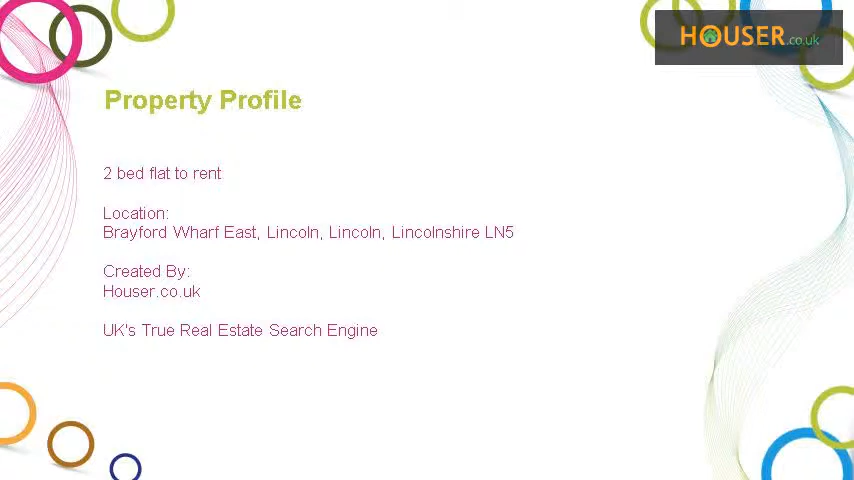 HOUSER.co.uk
Property Profile
2 bed flat to rent
Location:
Brayford Wharf East, Lincoln, Lincoln, Lincolnshire LN5
Created By:
Houser.co.uk
UK's True Real Estate Search Engine